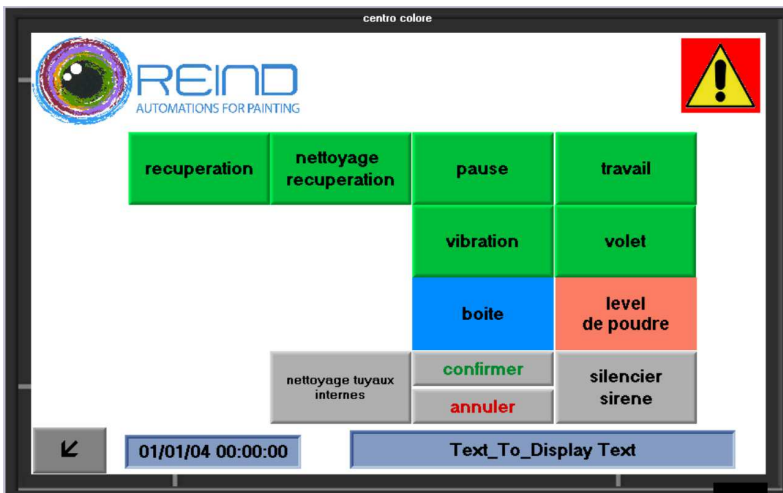 centro colore
REIND
AUTOMATIONS FOR PAINTING
recuperation
nettoyage
recuperation
pause
travail
vibration
volet
boite
level
de poudre
nettoyage tuyaux
internes
confirmer
annuler
silencier
sirene
01/01/04 00:00:00
Text_To_Display Text